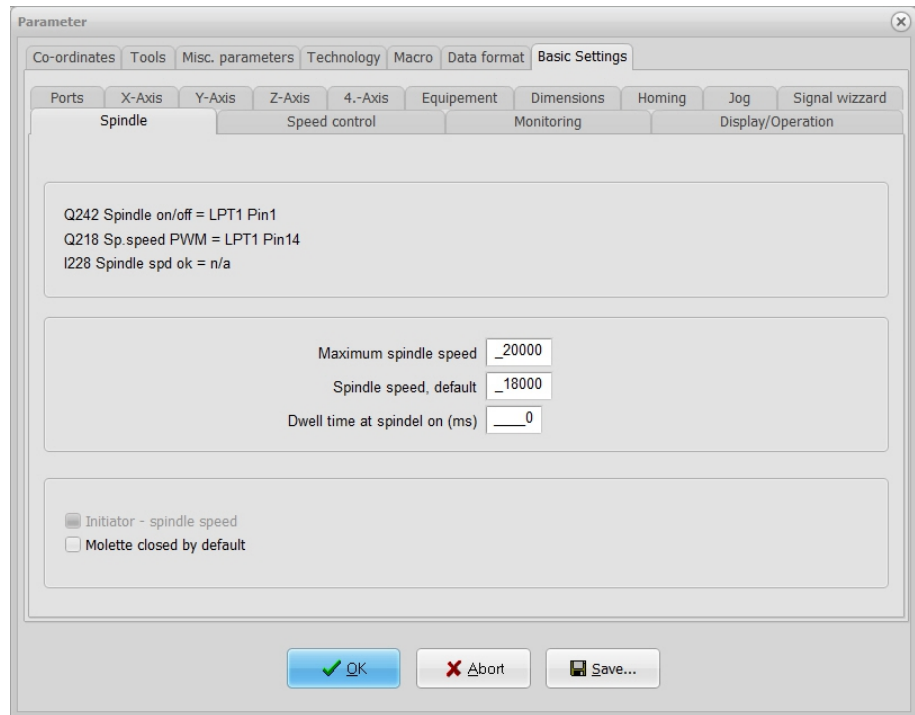 Parameter
Co-ordinates Tools Misc. parameters Technology Macro Data format Basic Settings
Ports X-Axis Y-Axis Z-Axis 4.-Axis Equipement Dimensions Homing Jog Signal wizzard
Spindle Speed control Monitoring Display/Operation
Q242 Spindle on/off = LPT1 Pin1
Q218 Sp.speed PWM = LPT1 Pin14
I228 Spindle spd ok = n/a
Maximum spindle speed _20000
Spindle speed, default _18000
Dwell time at spindel on (ms) ____0
Initiator - spindle speed
Molette closed by default
OK Abort Save...